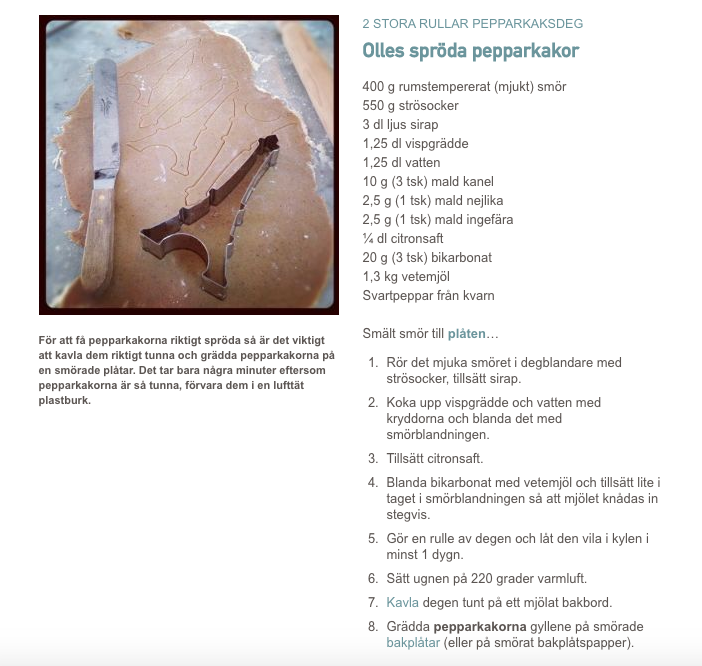 2 STORA RULLAR PEPPARKAKSDEG
Olles spröda pepparkakor
400 g rumstempererat (mjukt) smör
550 g strösocker
3 dl ljus sirap
1,25 dl vispgrädde
1,25 dl vatten
10 g (3 tsk) mald kanel
2,5 g (1 tsk) mald nejlika
2,5 g (1 tsk) mald ingefära
¼ dl citronsaft
20 g (3 tsk) bikarbonat
1,3 kg vetemjöl
Svartpeppar från kvarn
Smält smör till plåten…
1. Rör det mjuka smöret i degblandare med
strösocker, tillsätt sirap.
2. Koka upp vispgrädde och vatten med
kryddorna och blanda det med
smörblandningen.
3. Tillsätt citronsaft.
4. Blanda bikarbonat med vetemjöl och tillsätt lite i
taget i smörblandningen så att mjölet knådas in
stegvis.
5. Gör en rulle av degen och låt den vila i kylen i
minst 1 dygn.
6. Sätt ugnen på 220 grader varmluft.
7. Kavla degen tunt på ett mjölat bakbord.
8. Grädda pepparkakorna gyllene på smörade
bakplåtar (eller på smörat bakplåtspapper).
För att få pepparkakorna riktigt spröda så är det viktigt
att kavla dem riktigt tunna och grädda pepparkakorna på
en smörade plåtar. Det tar bara några minuter eftersom
pepparkakorna är så tunna, förvara dem i en lufttät
plastburk.